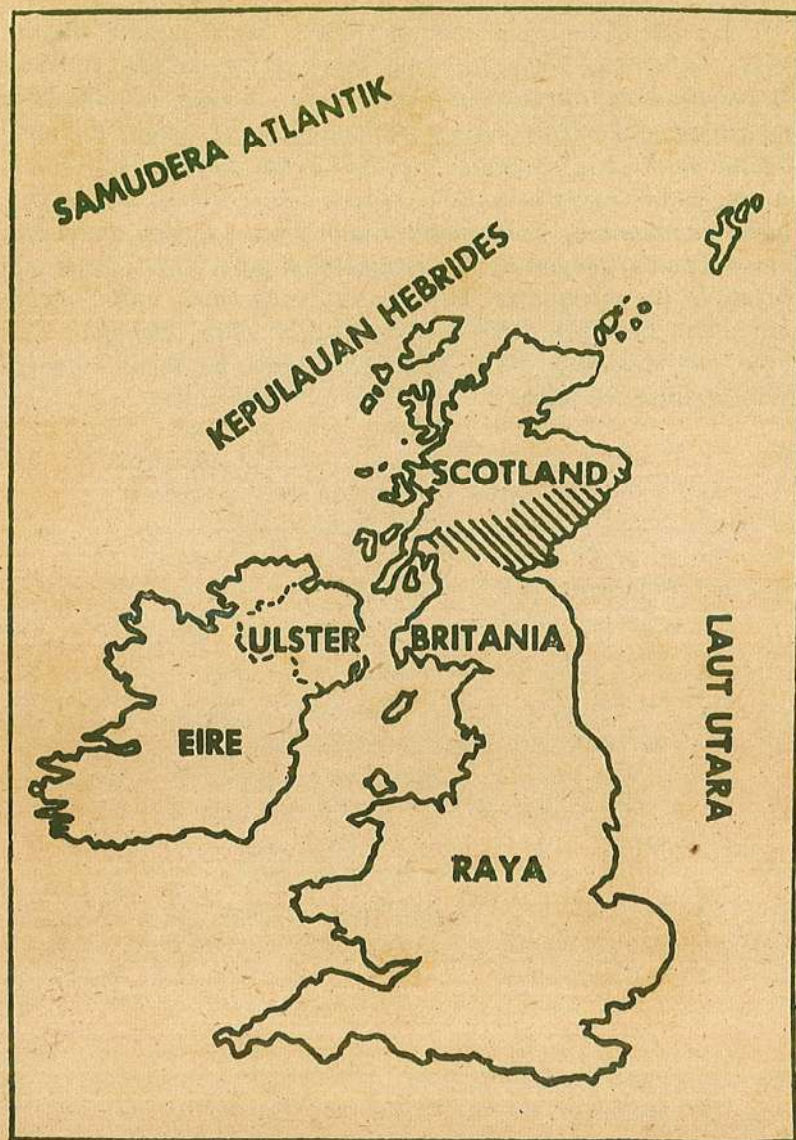 SAMUDERA ATLANTIK
KEPULAUAN HEBRIDES
SCOTLAND
ULSTER
BRITANIA
LAUT UTARA
EIRE
RAYA